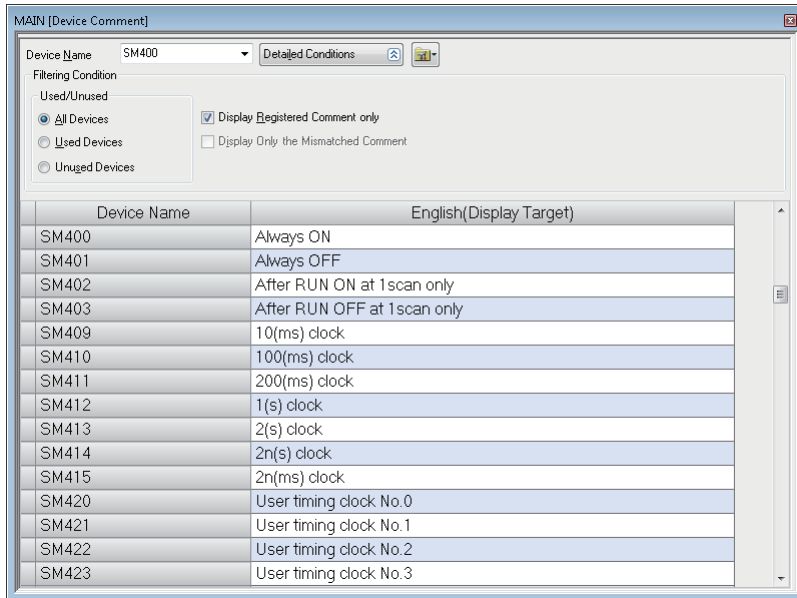 MAIN [Device Comment]
Device Name SM400 Detailed Conditions
Filtering Condition
Used/Unused
All Devices Display Registered Comment only
Used Devices Display Only the Mismatched Comment
Unused Devices
Device Name English(Display Target)
SM400 Always ON
SM401 Always OFF
SM402 After RUN ON at 1scan only
SM403 After RUN OFF at 1scan only
SM409 10(ms) clock
SM410 100(ms) clock
SM411 200(ms) clock
SM412 1(s) clock
SM413 2(s) clock
SM414 2n(s) clock
SM415 2n(ms) clock
SM420 User timing clock No.0
SM421 User timing clock No.1
SM422 User timing clock No.2
SM423 User timing clock No.3